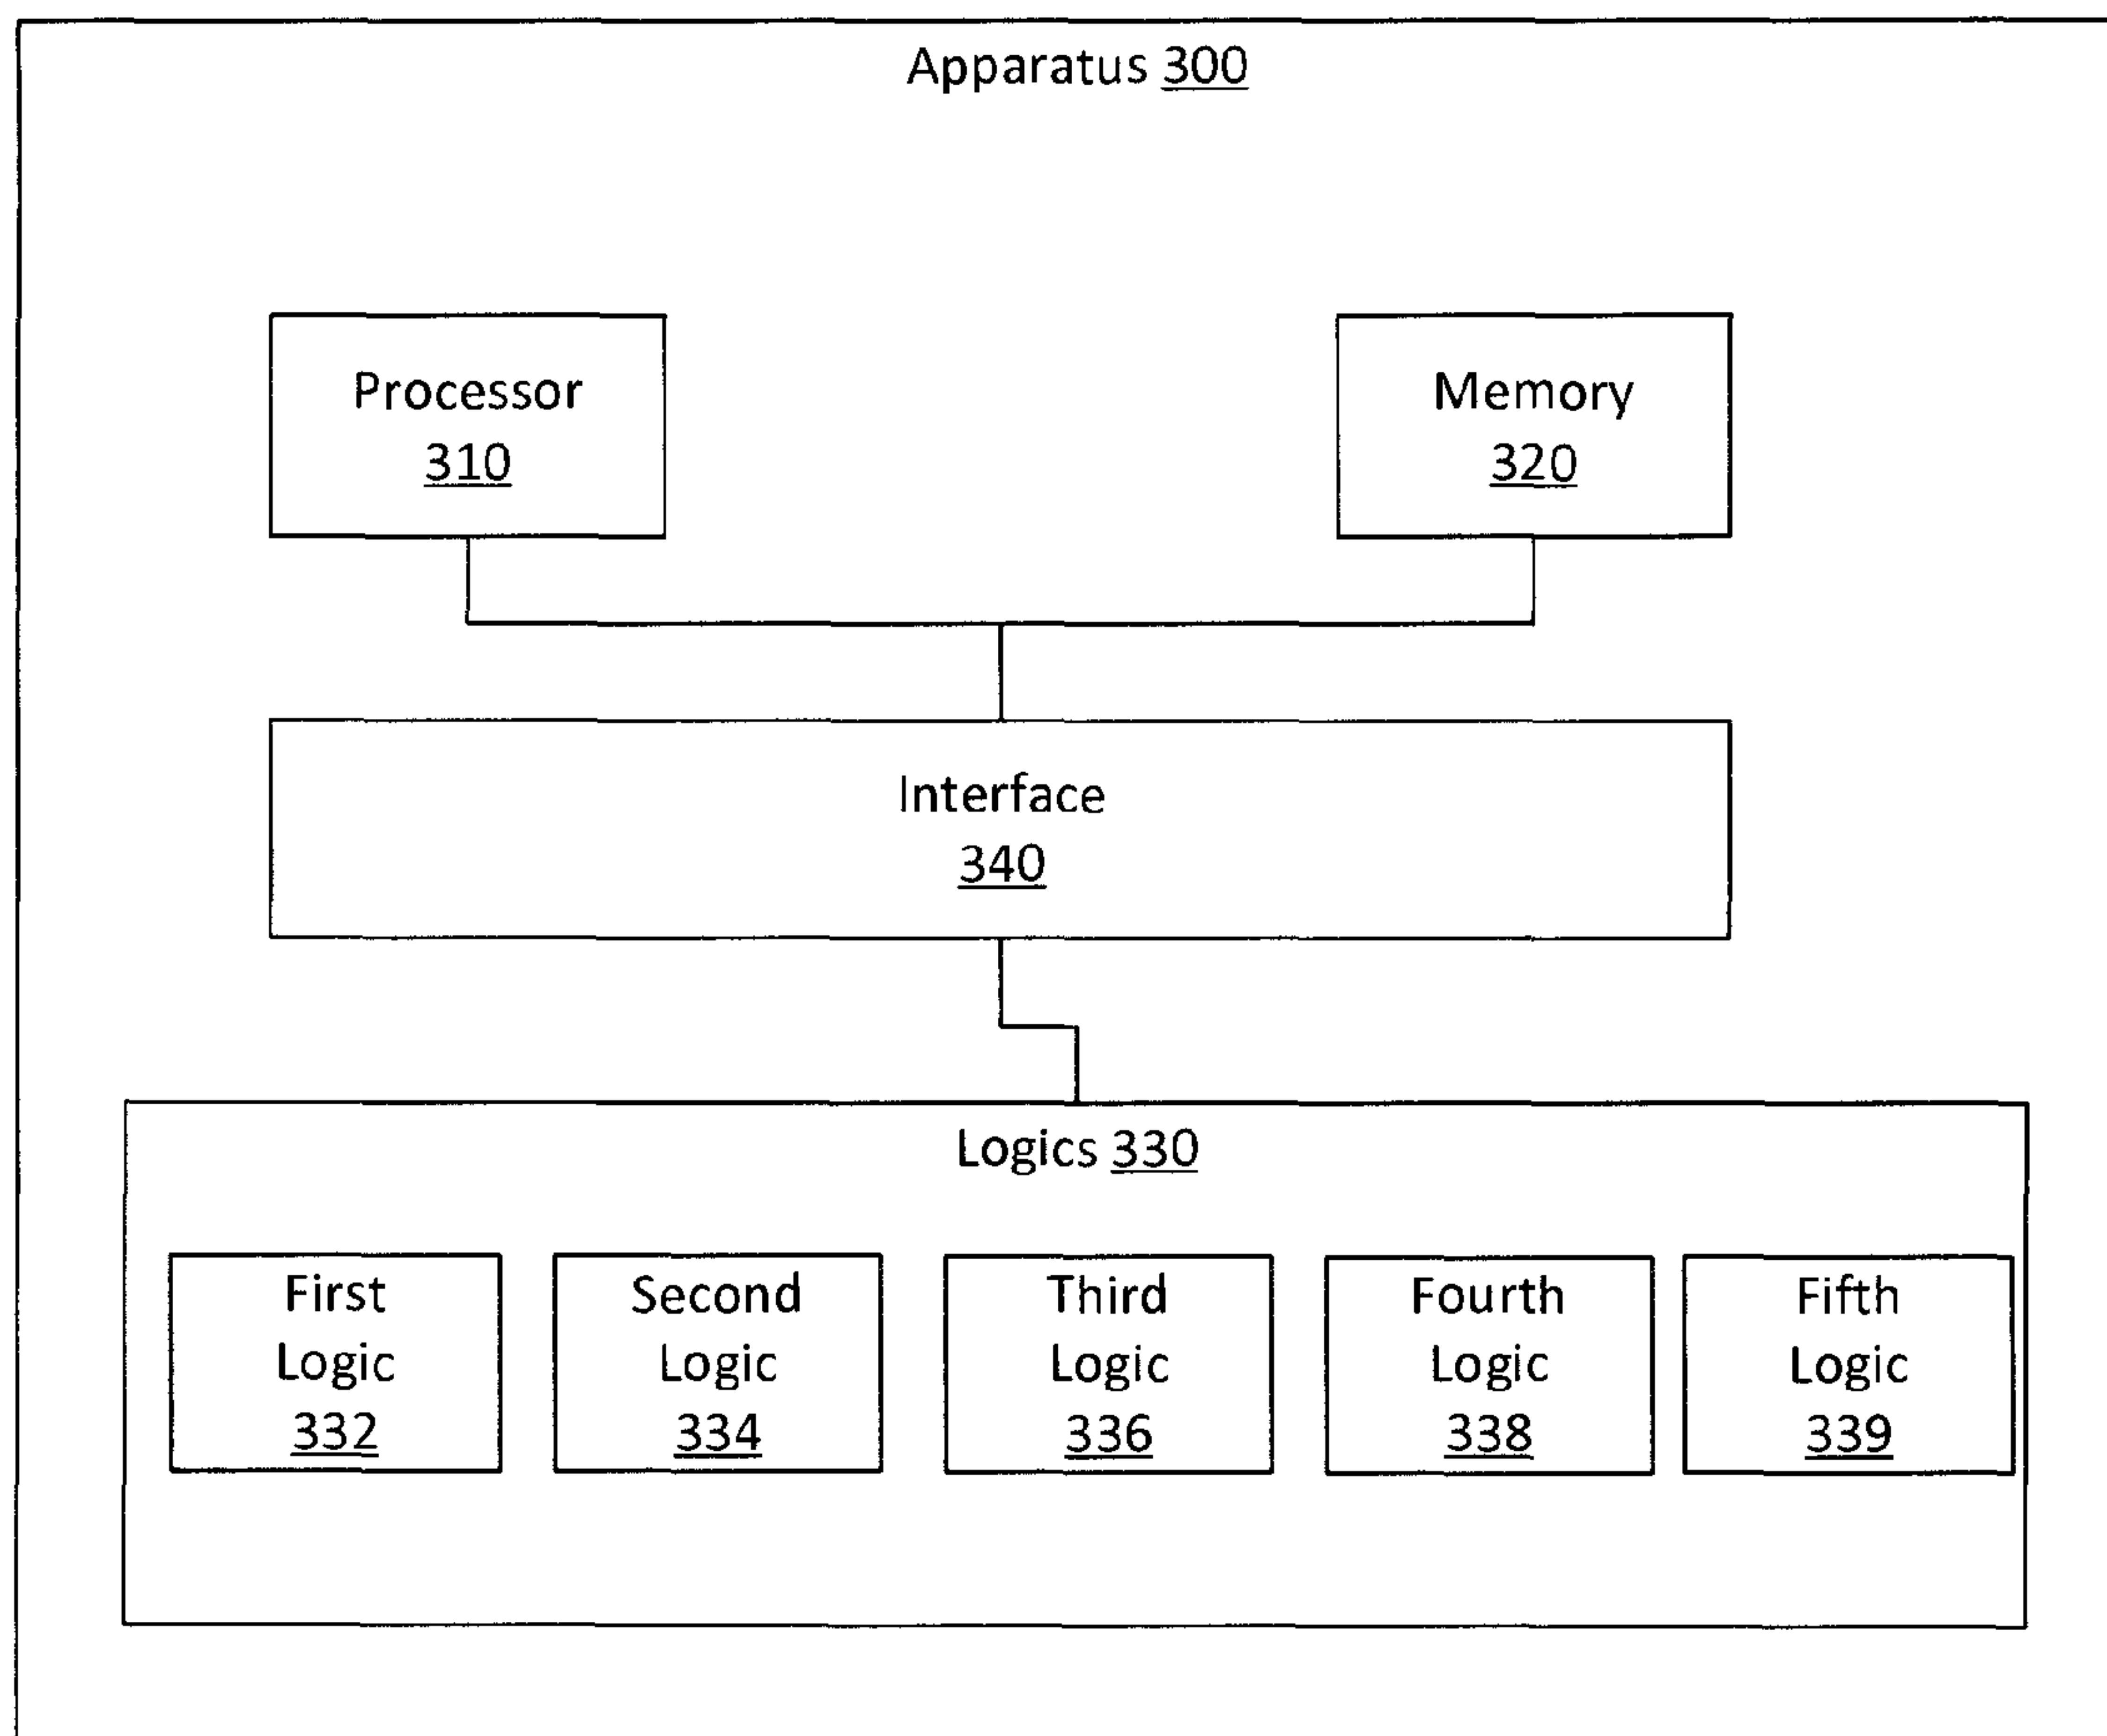 Apparatus 300
Processor
310
Memory
320
Interface
340
Logics 330
First
Logic
332
Second
Logic
334
Third
Logic
336
Fourth
Logic
338
Fifth
Logic
339